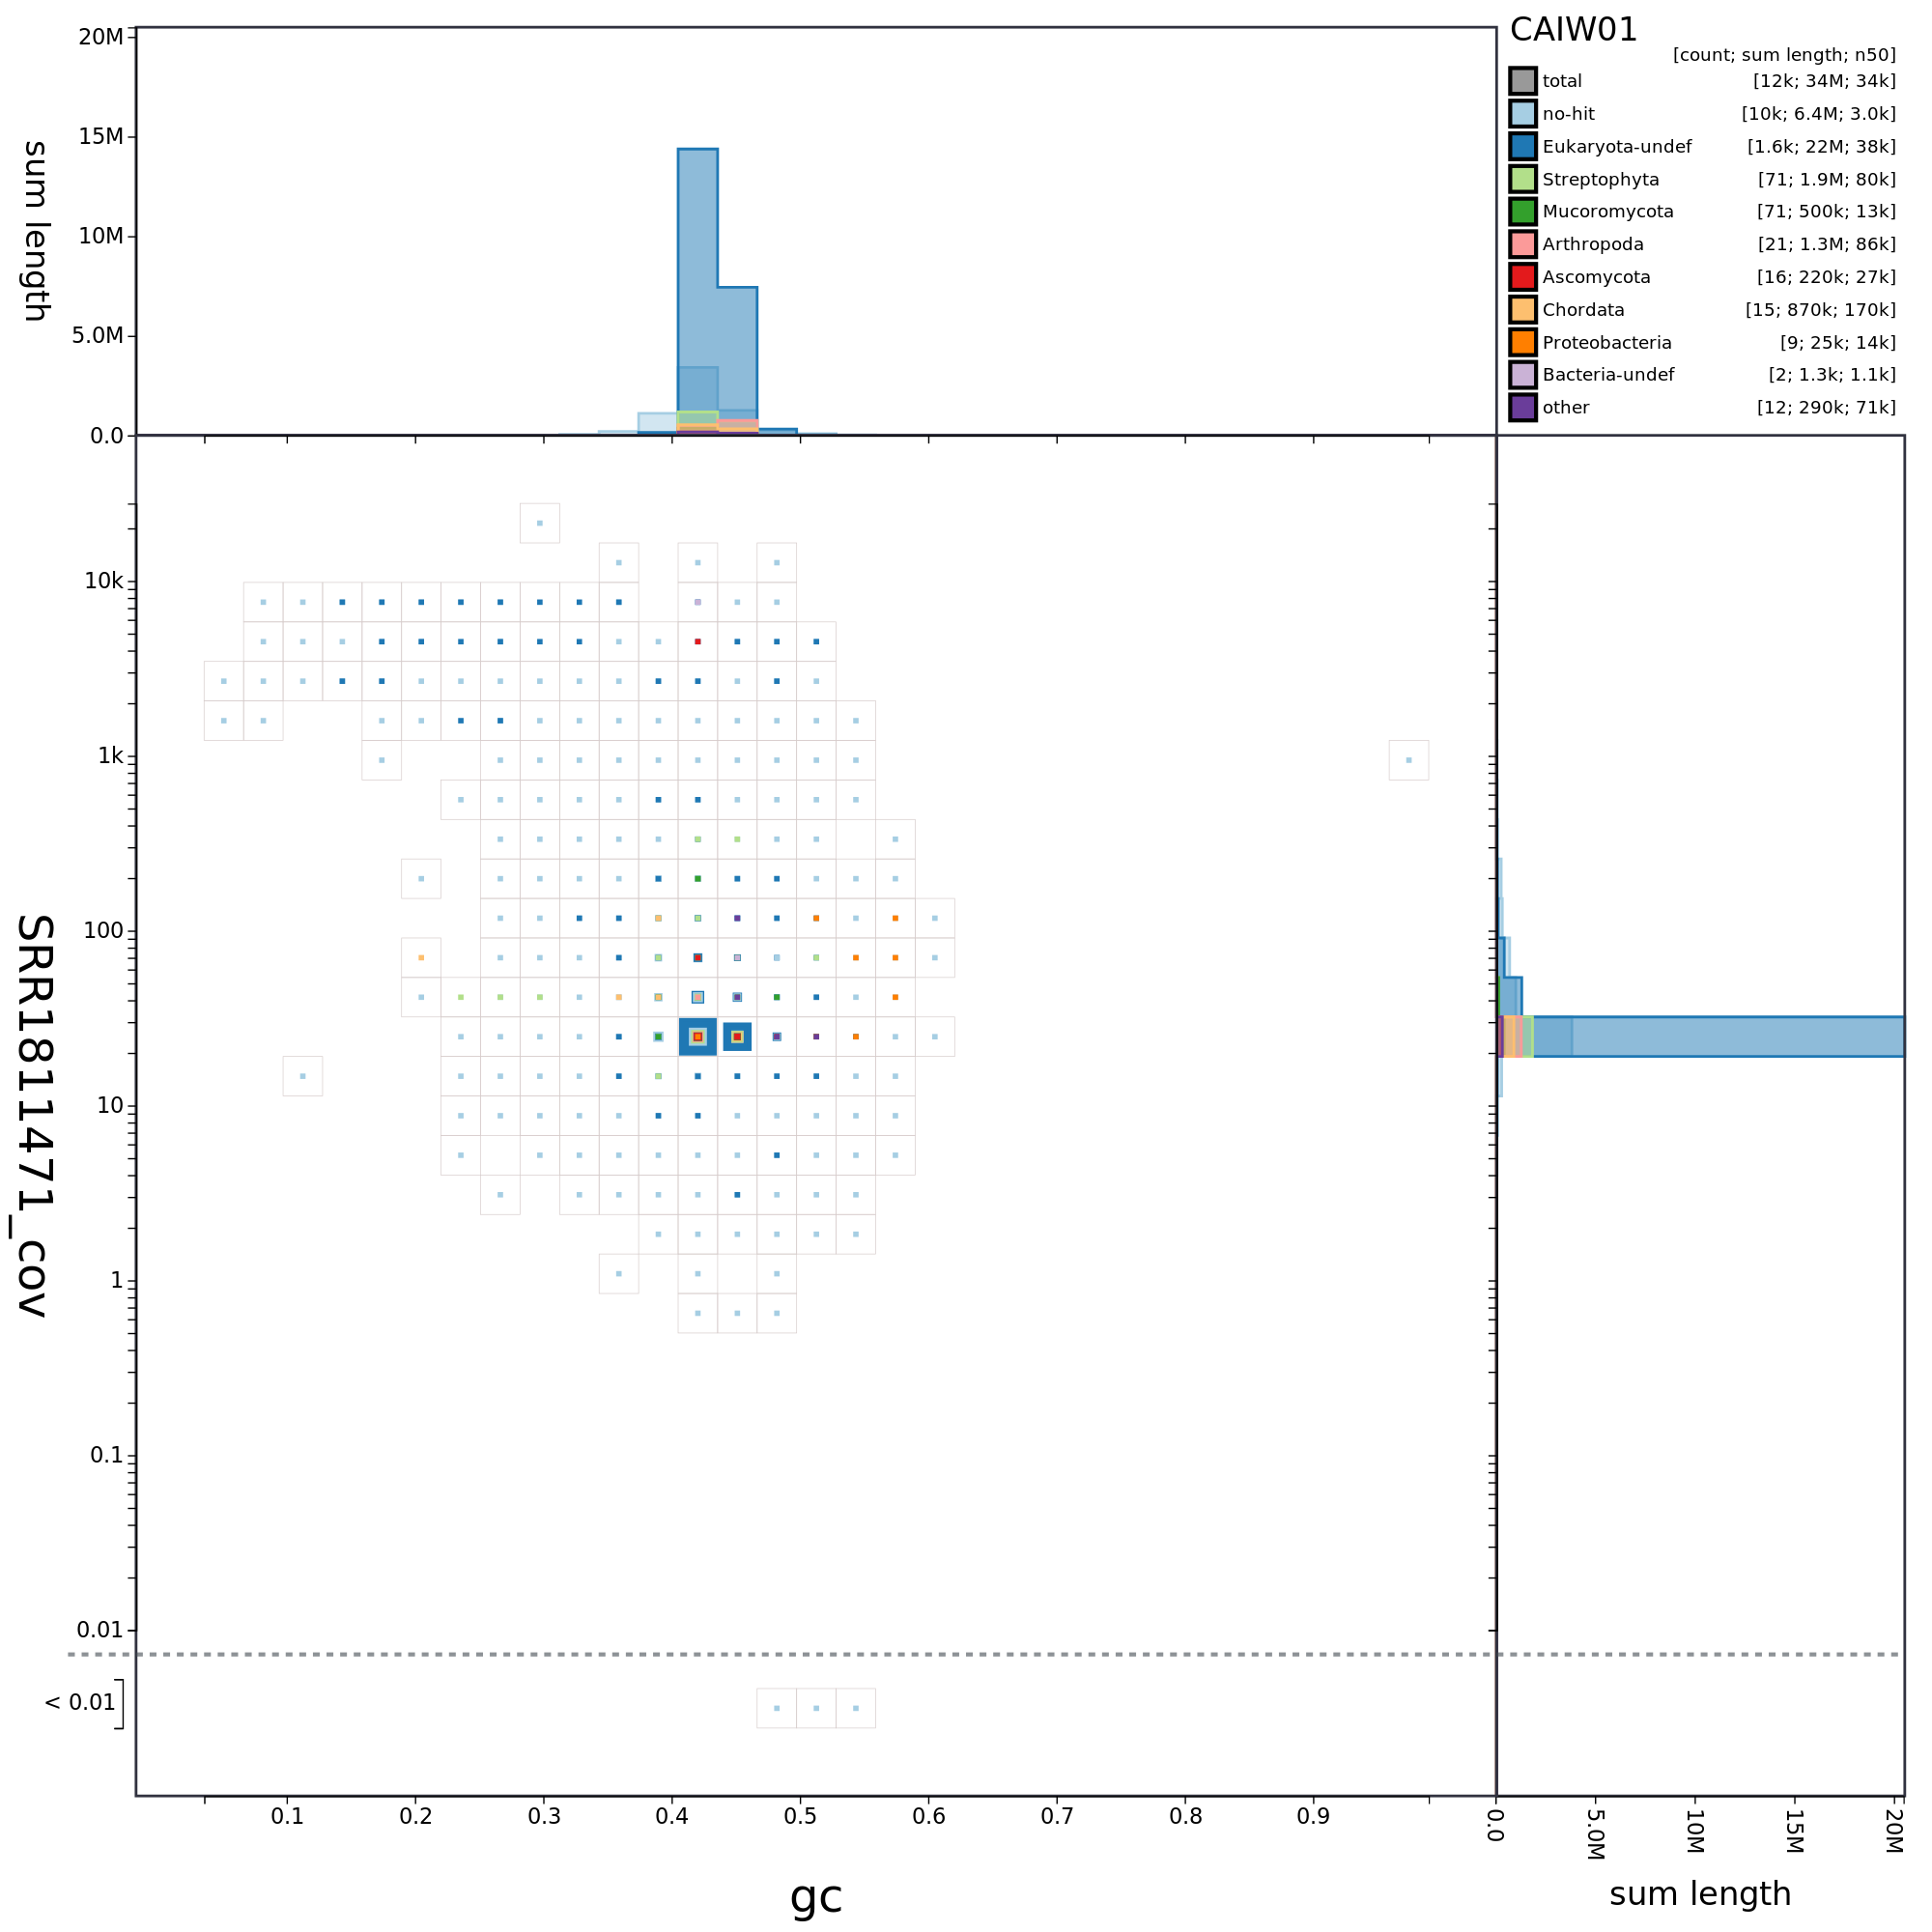 CAIW01
[count; sum length; n50]
total [12k; 34M; 34k]
no-hit [10k; 6.4M; 3.0k]
Eukaryota-undef [1.6k; 22M; 38k]
Streptophyta [71; 1.9M; 80k]
Mucoromycota [71; 500k; 13k]
Arthropoda [21; 1.3M; 86k]
Ascomycota [16; 220k; 27k]
Chordata [15; 870k; 170k]
Proteobacteria [9; 25k; 14k]
Bacteria-undef [2; 1.3k; 1.1k]
other [12; 290k; 71k]
sum length
20M
15M
10M
5.0M
0.0
SRR1811471_cov
10k
1k
100
10
1
0.1
0.01
< 0.01
0.1 0.2 0.3 0.4 0.5 0.6 0.7 0.8 0.9
gc
0.0 5.0M 10M 15M 20M
sum length